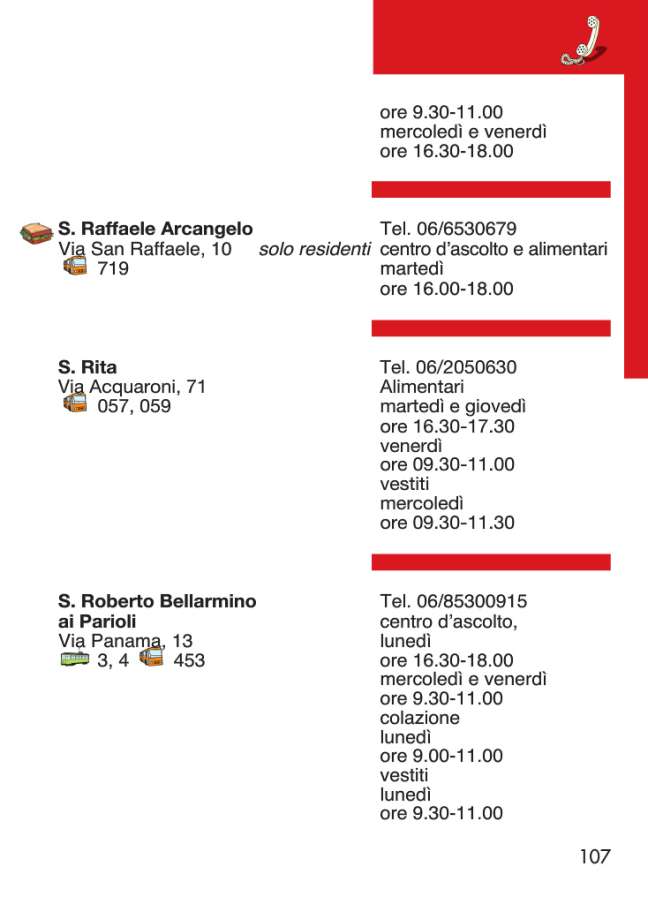 ore 9.30-11.00
mercoledì e venerdì
ore 16.30-18.00
S. Raffaele Arcangelo
Via San Raffaele, 10 solo residenti
719
Tel. 06/6530679
centro d'ascolto e alimentari
martedì
ore 16.00-18.00
S. Rita
Via Acquaroni, 71
057, 059
Tel. 06/2050630
Alimentari
martedì e giovedì
ore 16.30-17.30
venerdì
ore 09.30-11.00
vestiti
mercoledì
ore 09.30-11.30
S. Roberto Bellarmino
ai Parioli
Via Panama, 13
3, 4 453
Tel. 06/85300915
centro d'ascolto,
lunedì
ore 16.30-18.00
mercoledì e venerdì
ore 9.30-11.00
colazione
lunedì
ore 9.00-11.00
vestiti
lunedì
ore 9.30-11.00
107